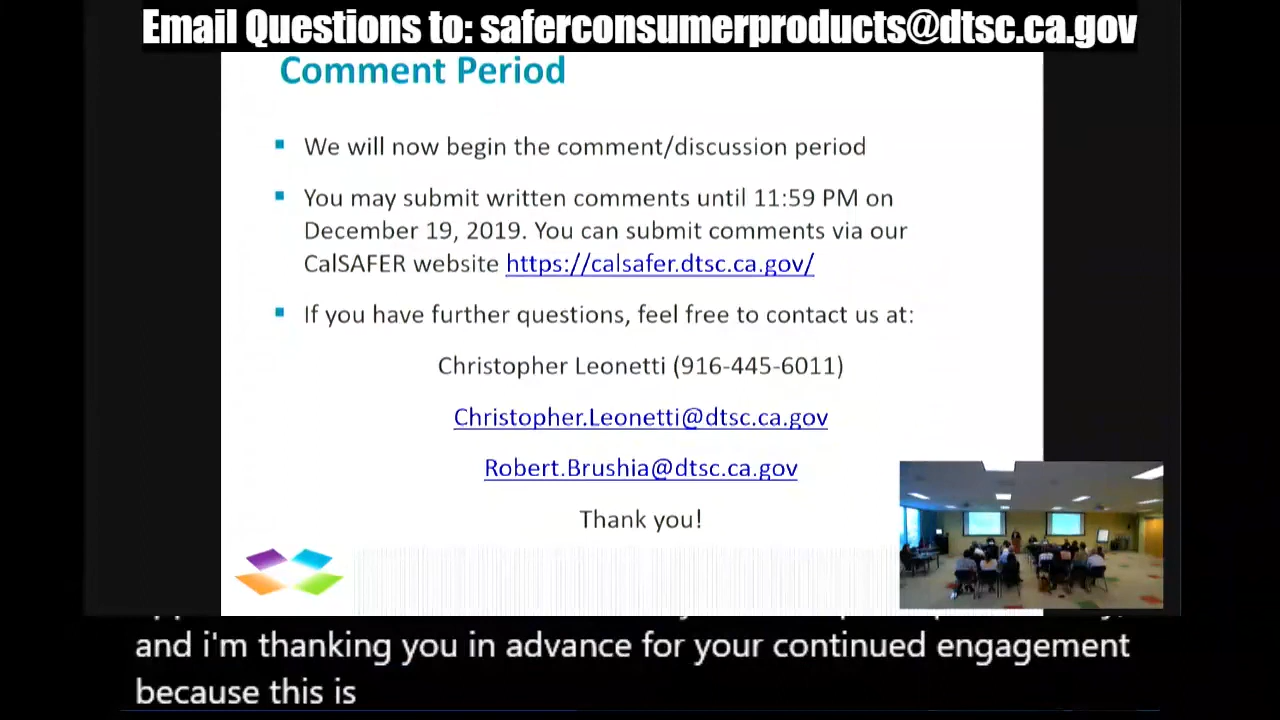 Email Questions to: saferconsumerproducts@dtsc.ca.gov
Comment Period
We will now begin the comment/discussion period
You may submit written comments until 11:59 PM on
December 19, 2019. You can submit comments via our
CalSAFER website https://calsafer.dtsc.ca.gov/
If you have further questions, feel free to contact us at:
Christopher Leonetti (916-445-6011)
Christopher.Leonetti@dtsc.ca.gov
Robert.Brushia@dtsc.ca.gov
Thank you!
and i'm thanking you in advance for your continued engagement
because this is